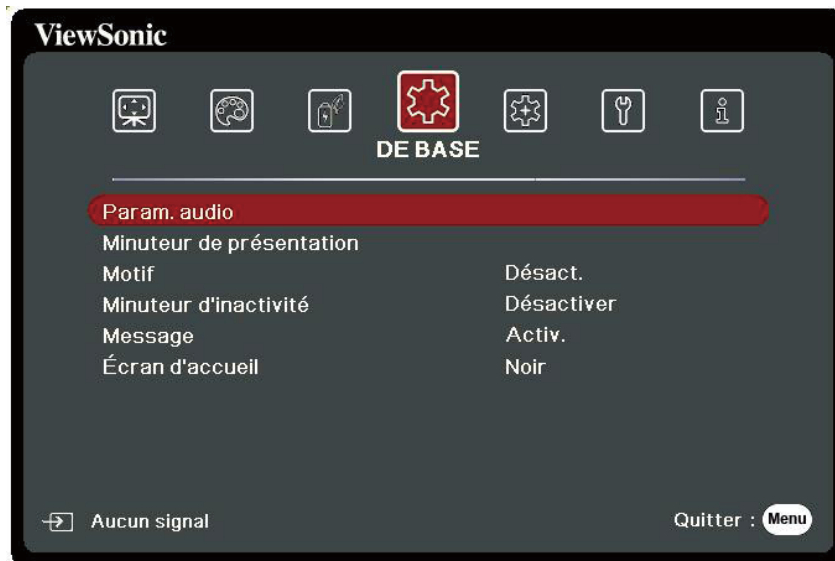 ViewSonic
DE BASE
Param. audio
Minuteur de présentation
Motif Désact.
Minuteur d'inactivité Désactiver
Message Activ.
Écran d'accueil Noir
Aucun signal Quitter : Menu